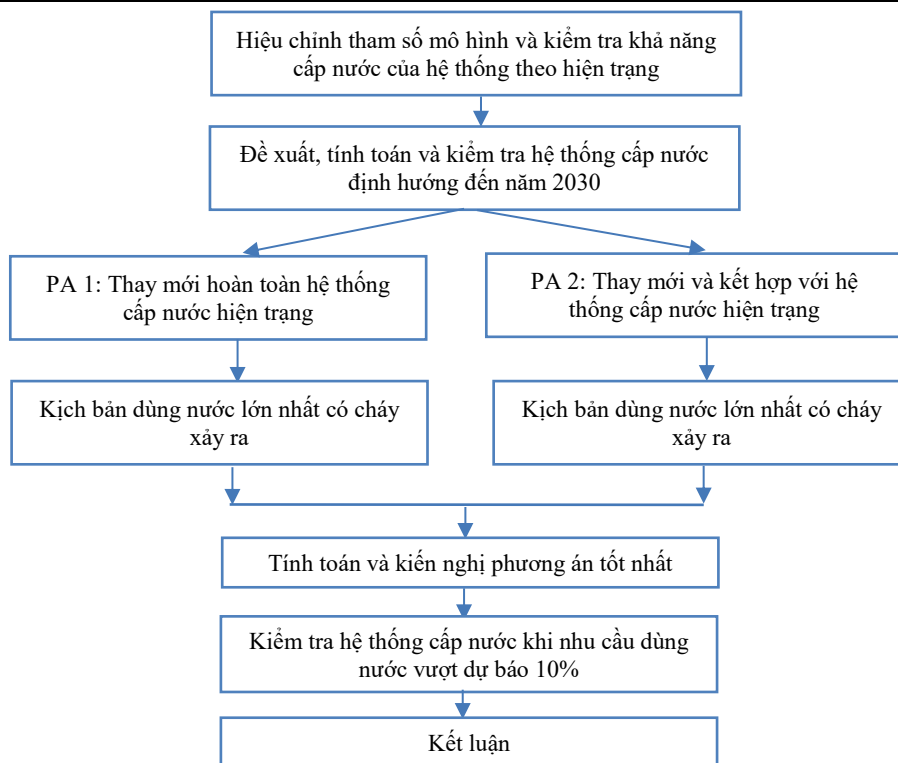 Hiệu chỉnh tham số mô hình và kiểm tra khả năng
cấp nước của hệ thống theo hiện trạng
Đề xuất, tính toán và kiểm tra hệ thống cấp nước
định hướng đến năm 2030
PA 1: Thay mới hoàn toàn hệ thống
cấp nước hiện trạng
PA 2: Thay mới và kết hợp với hệ
thống cấp nước hiện trạng
Kịch bản dùng nước lớn nhất có cháy
xảy ra
Kịch bản dùng nước lớn nhất có cháy
xảy ra
Tính toán và kiến nghị phương án tốt nhất
Kiểm tra hệ thống cấp nước khi nhu cầu dùng
nước vượt dự báo 10%
Kết luận